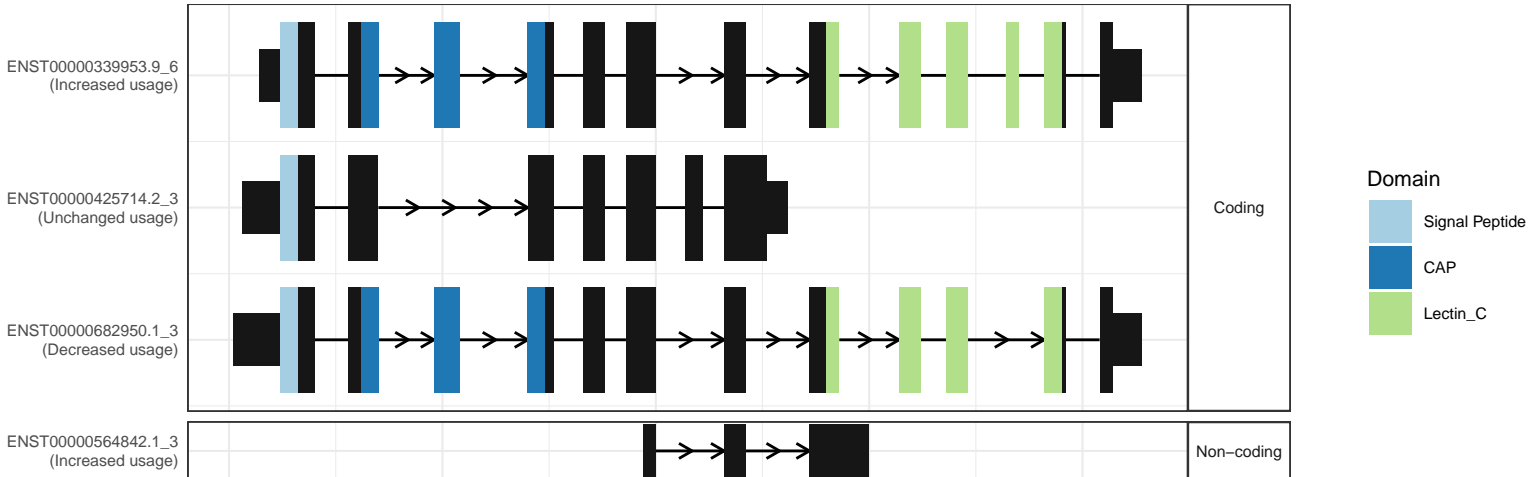 ENST00000339953.9_6
(Increased usage)
ENST00000425714.2_3
(Unchanged usage)
ENST00000682950.1_3
(Decreased usage)
Coding
ENST00000564842.1_3
(Increased usage)
Non−coding
Domain
Signal Peptide
CAP
Lectin_C